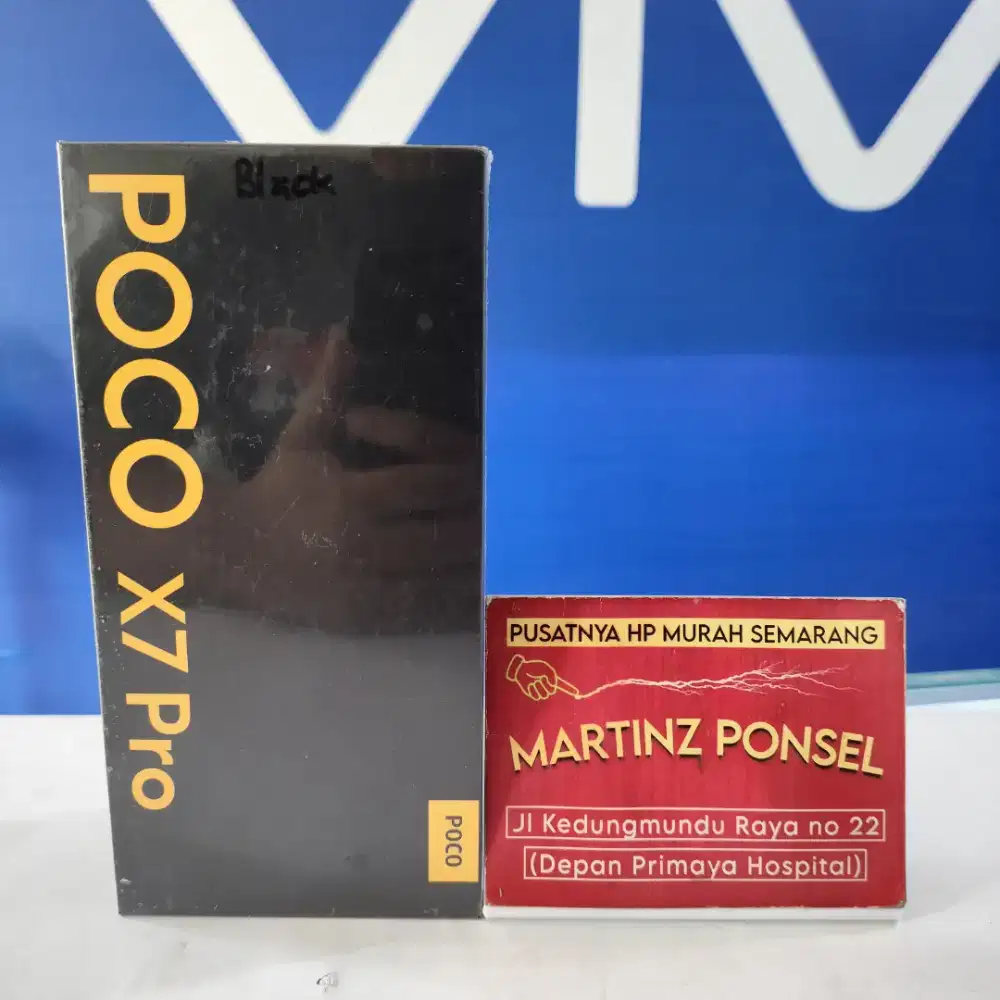 vivo
Black
POCO X7 Pro
POCO
PUSATNYA HP MURAH SEMARANG
MARTINZ PONSEL
Jl Kedungmundu Raya no 22
(Depan Primaya Hospital)